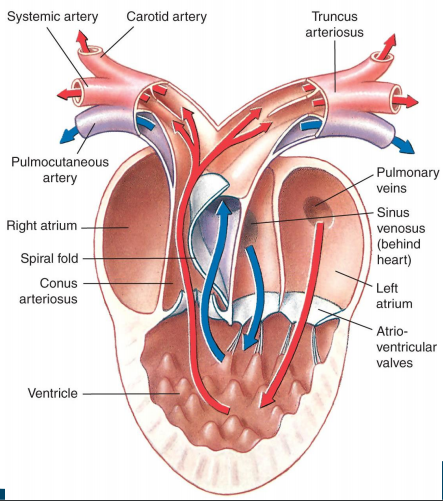 Systemic artery
Carotid artery
Truncus
arteriosus
Pulmocutaneous
artery
Pulmonary
veins
Right atrium
Sinus
venosus
(behind
heart)
Spiral fold
Conus
arteriosus
Left
atrium
Atrio-
ventricular
valves
Ventricle